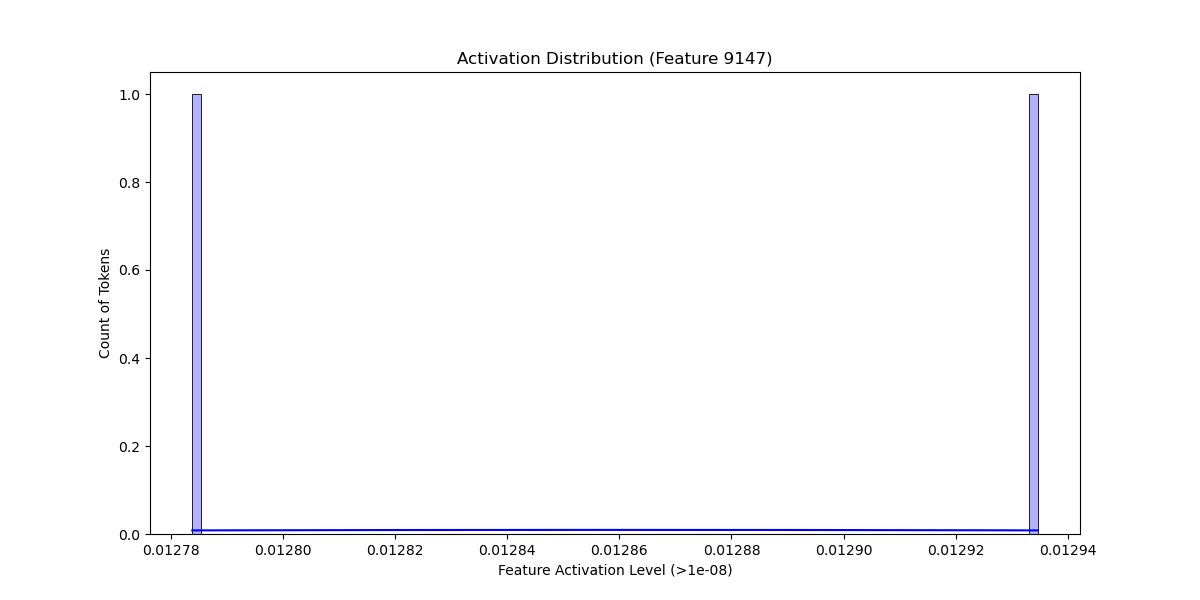 Activation Distribution (Feature 9147)
1.0
0.8
0.6
0.4
0.2
0.0
Count of Tokens
0.01278 0.01280 0.01282 0.01284 0.01286 0.01288 0.01290 0.01292 0.01294
Feature Activation Level (>1e-08)